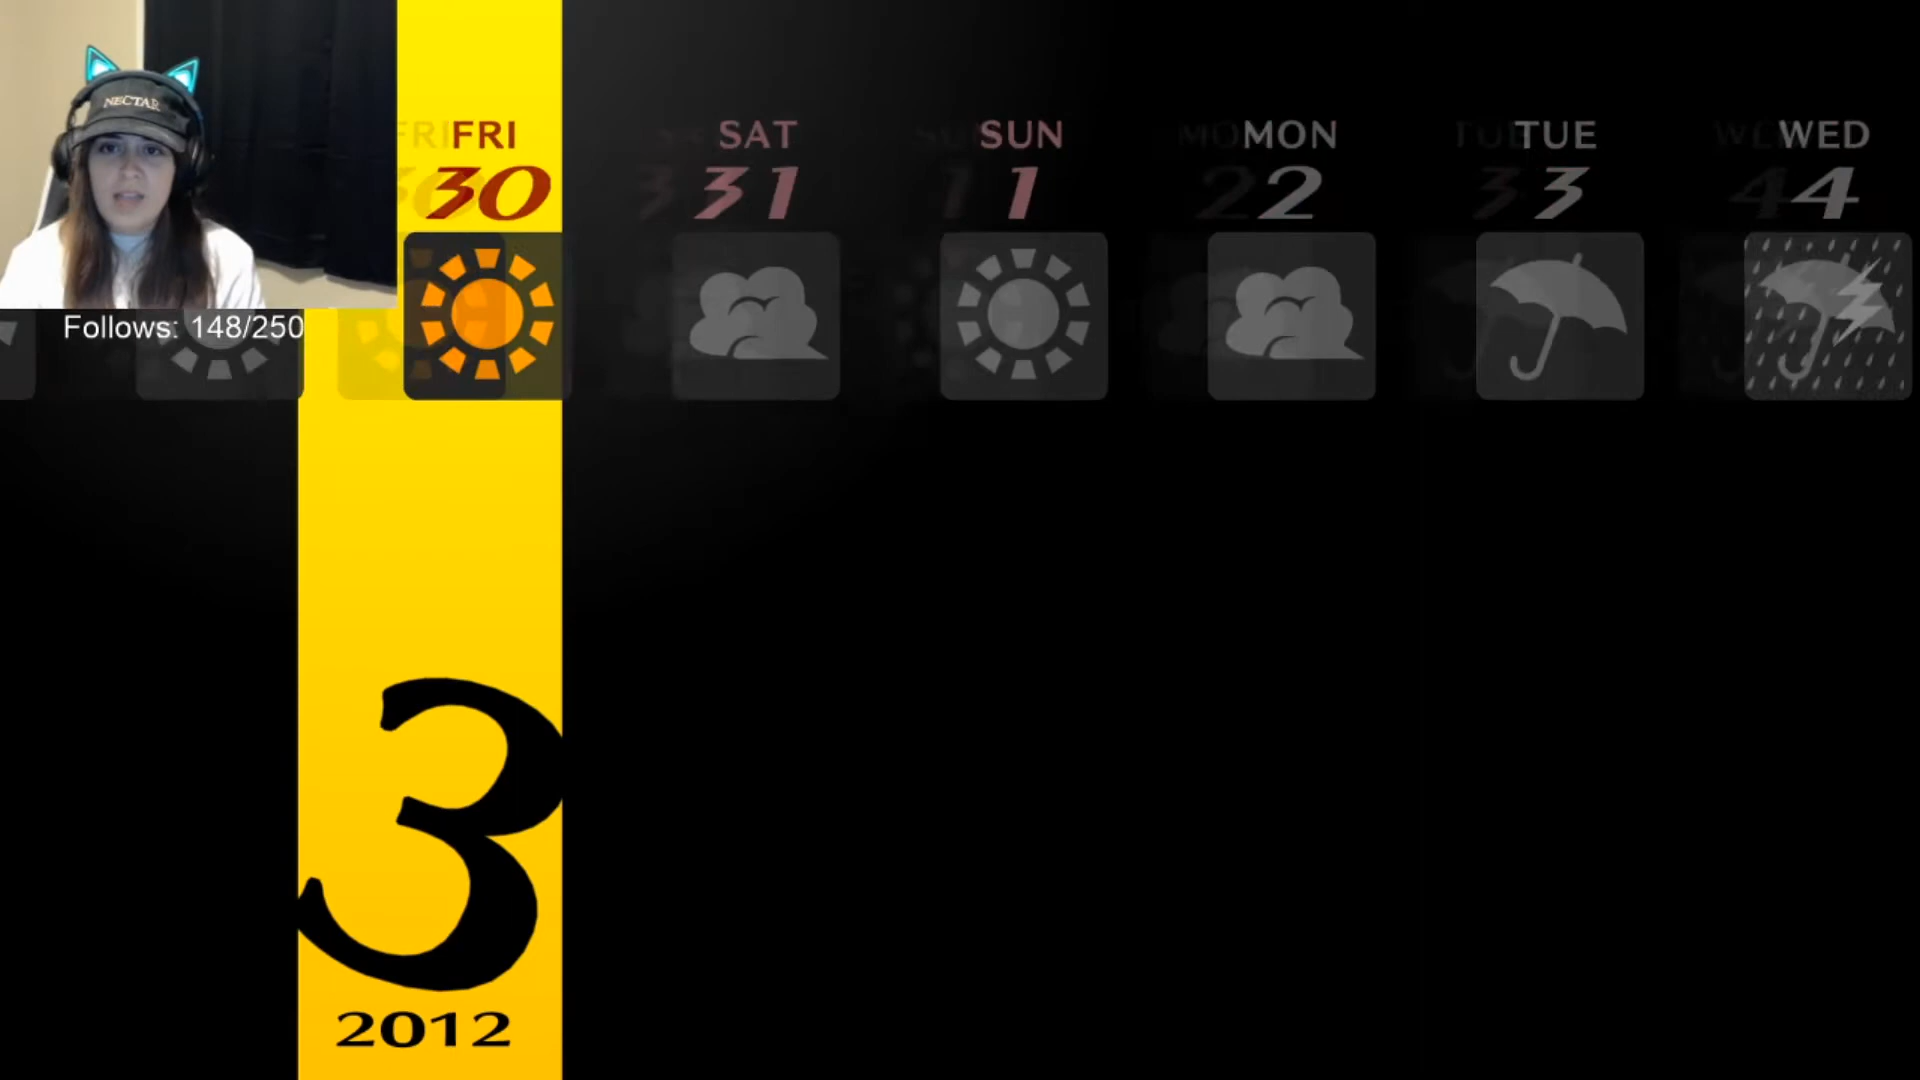 NECTAR
FRI SAT SUN MON TUE WED
30 31 1 2 3 4
Follows: 148/250
3
2012